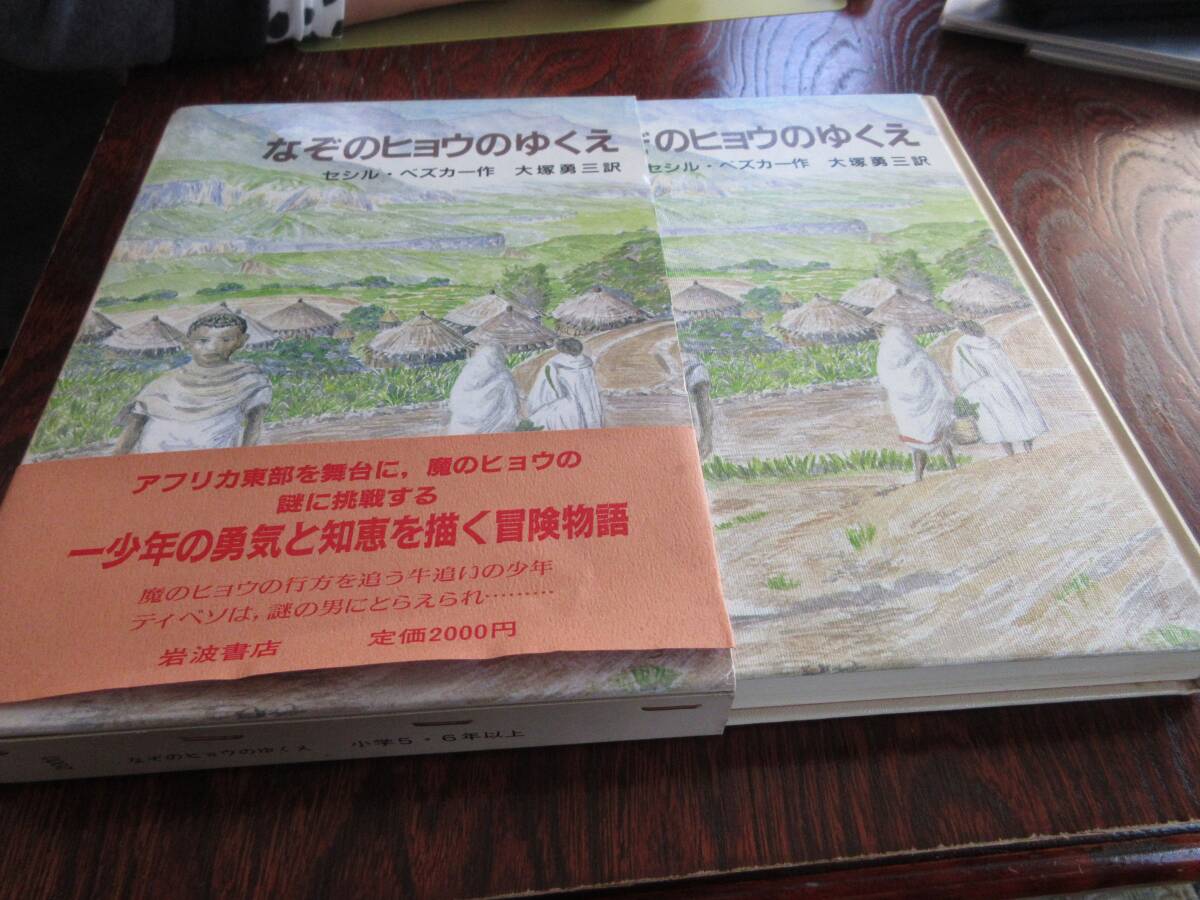 なぞのヒョウのゆくえ
セシル・ベズカー作 大塚勇三訳
のヒョウのゆくえ
セシル・ベズカー作 大塚勇三訳
アフリカ東部を舞台に，魔のヒョウの
謎に挑戦する
一少年の勇気と知恵を描く冒険物語
魔のヒョウの行方を追う牛追いの少年
ティベソは，謎の男にとらえられ………
岩波書店 定価2000円
なぞのヒョウのゆくえ 小学5・6年以上